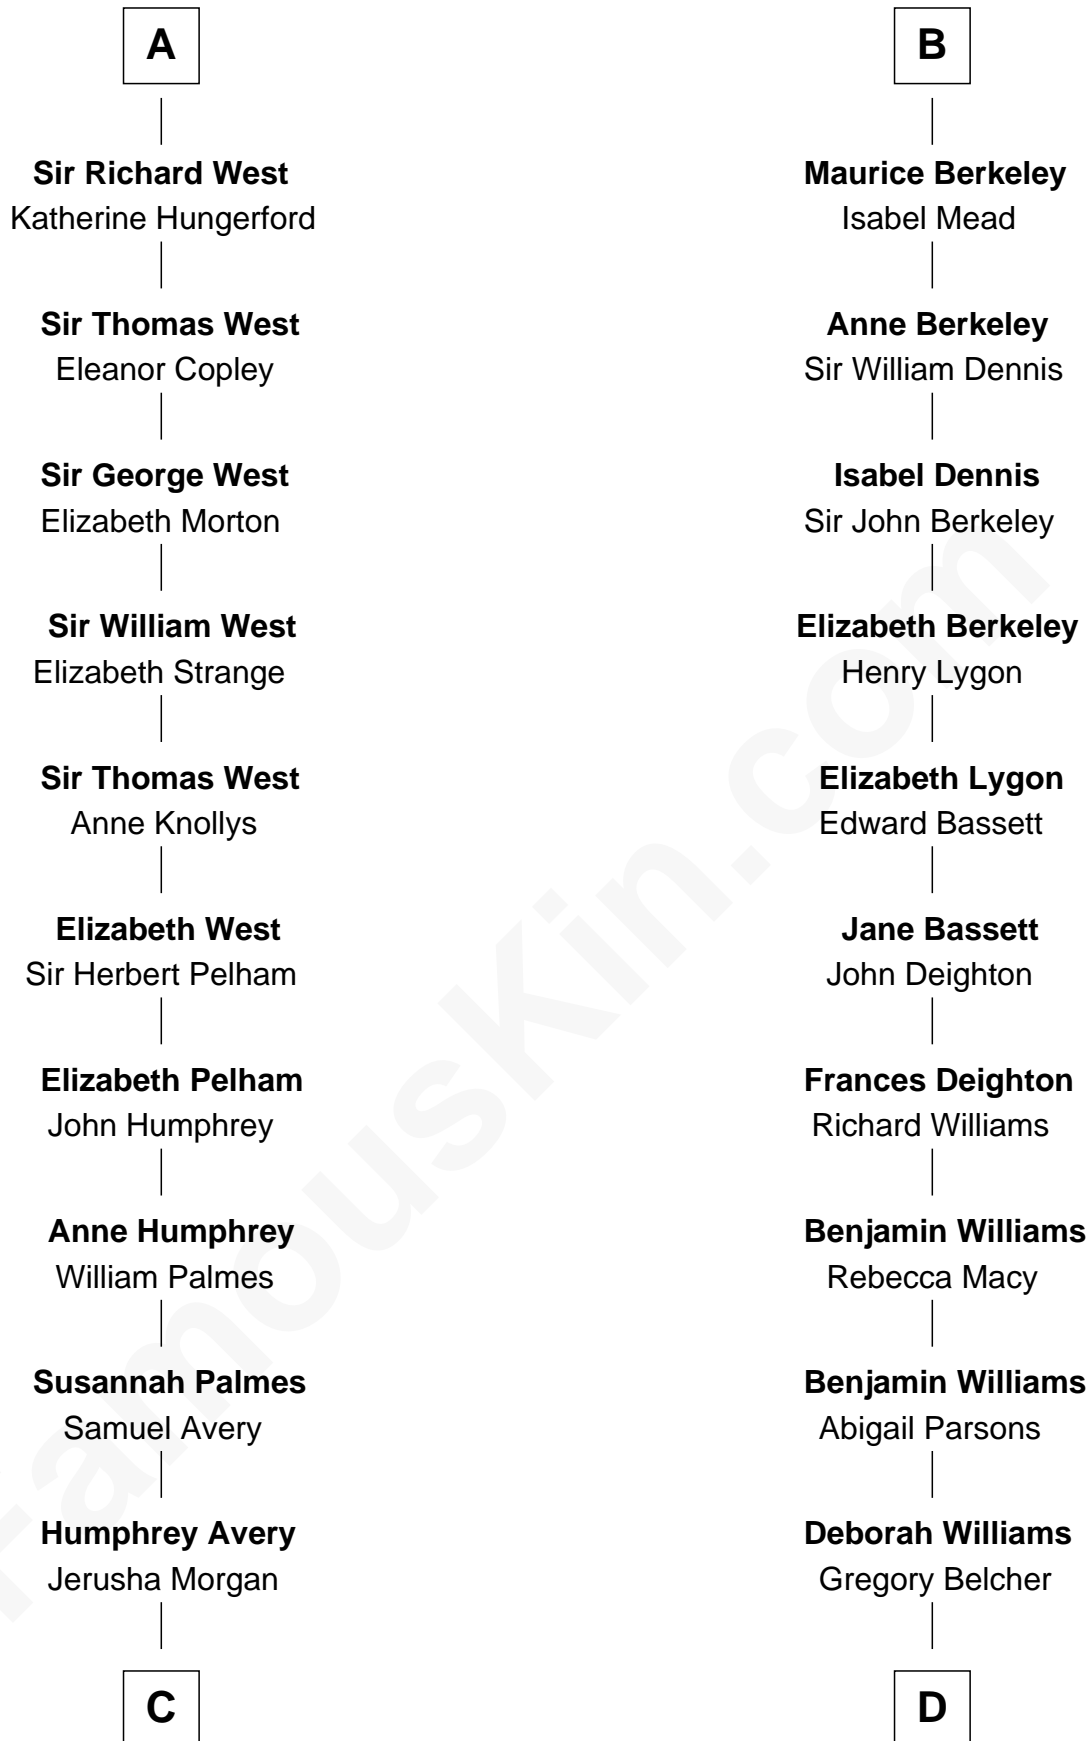 A
Sir Richard West
Katherine Hungerford
Sir Thomas West
Eleanor Copley
Sir George West
Elizabeth Morton
Sir William West
Elizabeth Strange
Sir Thomas West
Anne Knollys
Elizabeth West
Sir Herbert Pelham
Elizabeth Pelham
John Humphrey
Anne Humphrey
William Palmes
Susannah Palmes
Samuel Avery
Humphrey Avery
Jerusha Morgan
C
B
Maurice Berkeley
Isabel Mead
Anne Berkeley
Sir William Dennis
Isabel Dennis
Sir John Berkeley
Elizabeth Berkeley
Henry Lygon
Elizabeth Lygon
Edward Bassett
Jane Bassett
John Deighton
Frances Deighton
Richard Williams
Benjamin Williams
Rebecca Macy
Benjamin Williams
Abigail Parsons
Deborah Williams
Gregory Belcher
D
FamousKin.com